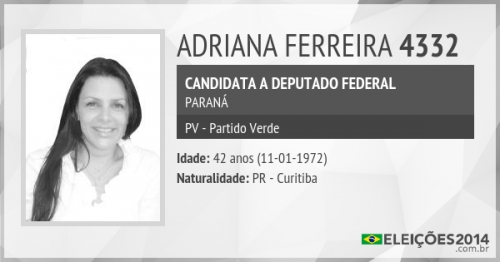 ADRIANA FERREIRA 4332
CANDIDATA A DEPUTADO FEDERAL
PARANÁ
PV - Partido Verde
Idade: 42 anos (11-01-1972)
Naturalidade: PR - Curitiba
ELEIÇÕES2014
.com.br